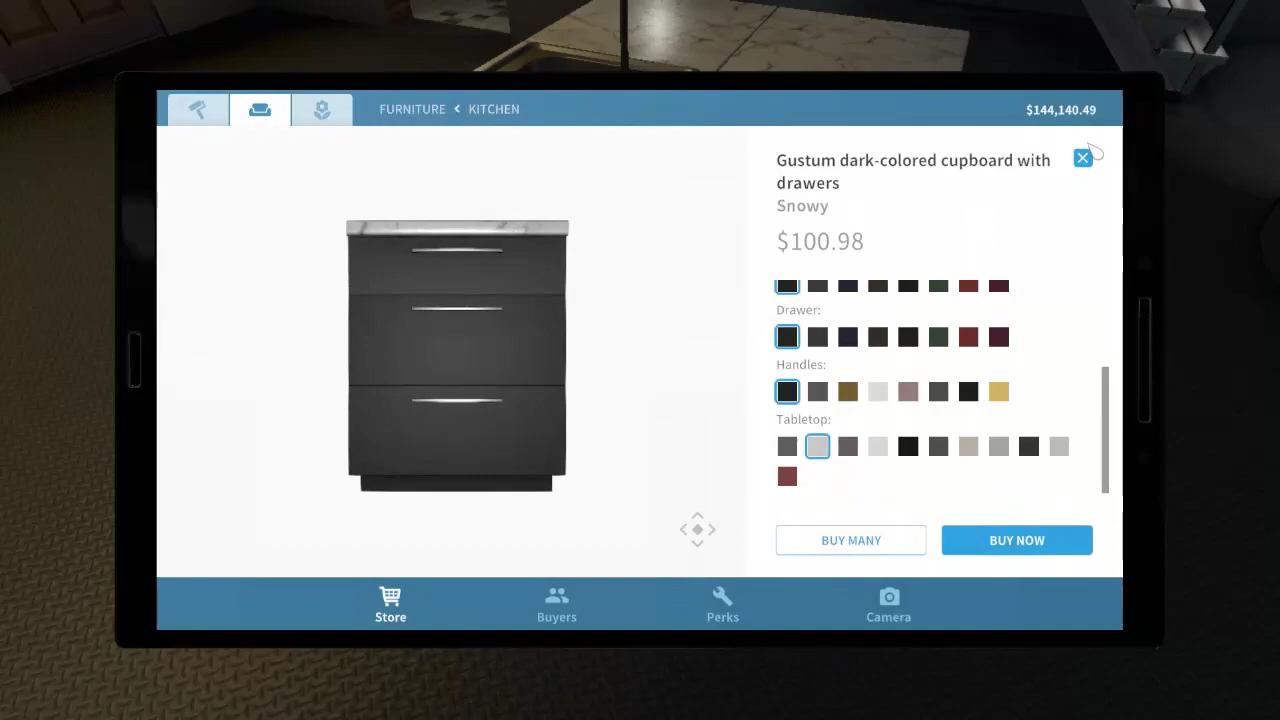 FURNITURE < KITCHEN
$144,140.49
Gustum dark-colored cupboard with
drawers
Snowy
$100.98
Drawer:
Handles:
Tabletop:
BUY MANY
BUY NOW
Store
Buyers
Perks
Camera